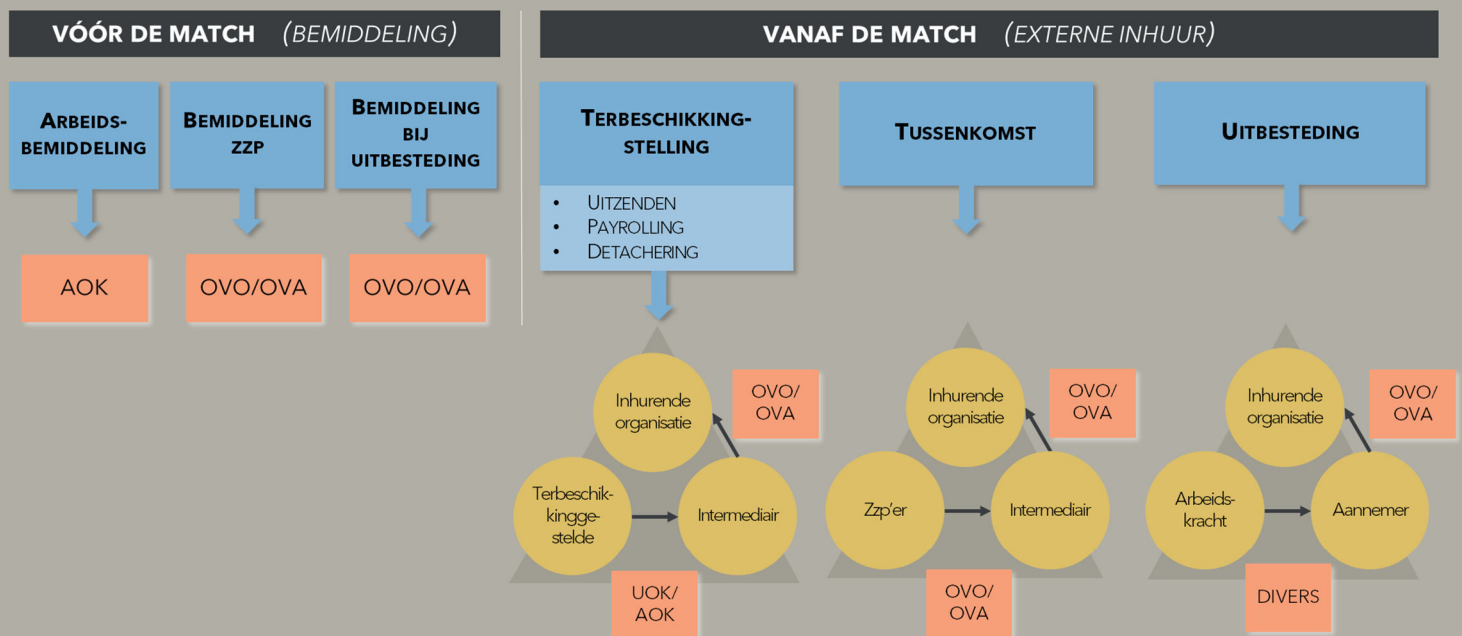 VÓÓR DE MATCH (BEMIDDELING)
VANAF DE MATCH (EXTERNE INHUUR)
ARBEIDS-
BEMIDDELING
BEMIDDELING
ZZP
BEMIDDELING
BIJ
UITBESTEDING
TERBESCHIKKING-
STELLING
TUSSENKOMST
UITBESTEDING
• UITZENDEN
• PAYROLLING
• DETACHERING
AOK
OVO/OVA
OVO/OVA
Inhurende
organisatie
OVO/
OVA
Terbeschik-
kingge-
stelde
Intermediair
UOK/
AOK
Inhurende
organisatie
OVO/
OVA
Zzp'er
Intermediair
OVO/
OVA
Inhurende
organisatie
OVO/
OVA
Arbeids-
kracht
Aannemer
DIVERS